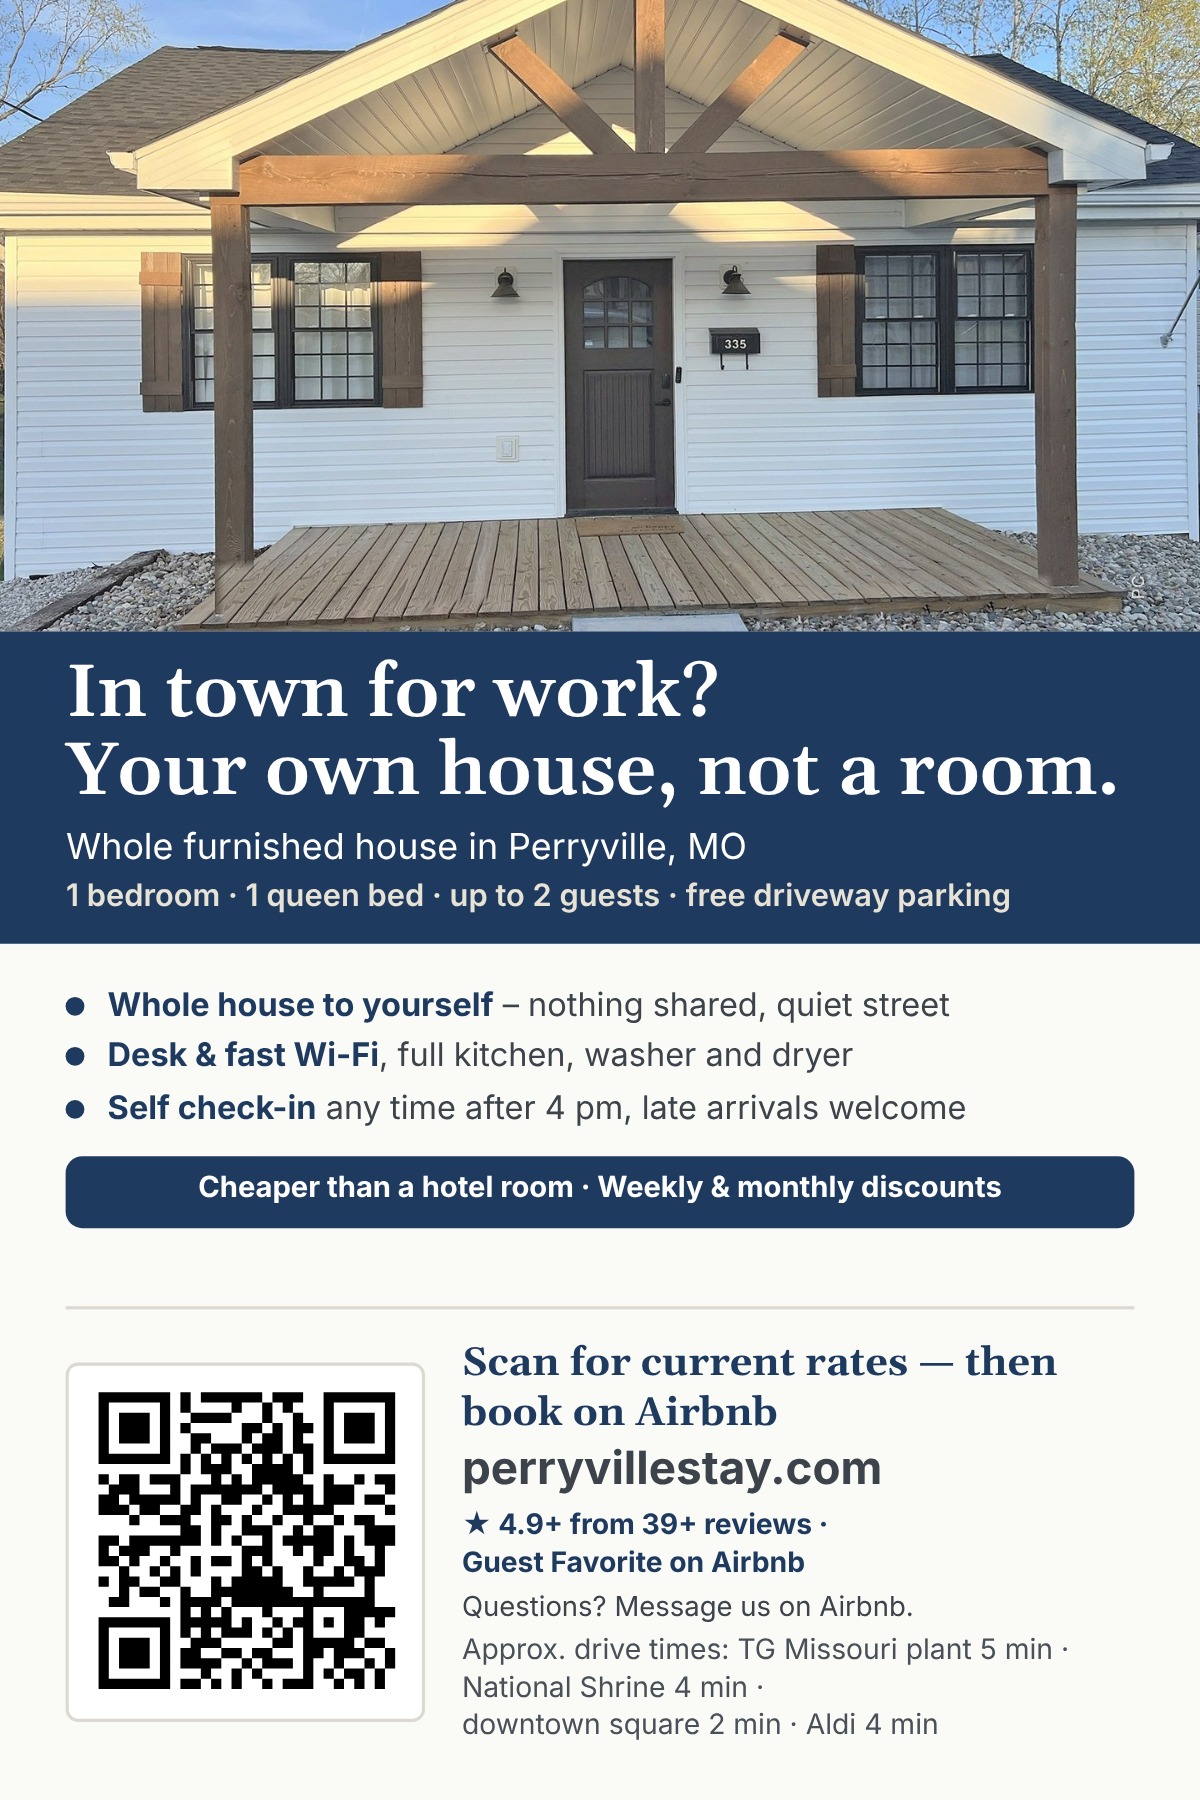 335
PC
In town for work?
Your own house, not a room.
Whole furnished house in Perryville, MO
1 bedroom · 1 queen bed · up to 2 guests · free driveway parking
● Whole house to yourself – nothing shared, quiet street
● Desk & fast Wi-Fi, full kitchen, washer and dryer
● Self check-in any time after 4 pm, late arrivals welcome
Cheaper than a hotel room · Weekly & monthly discounts
Scan for current rates — then
book on Airbnb
perryvillestay.com
★ 4.9+ from 39+ reviews ·
Guest Favorite on Airbnb
Questions? Message us on Airbnb.
Approx. drive times: TG Missouri plant 5 min ·
National Shrine 4 min ·
downtown square 2 min · Aldi 4 min